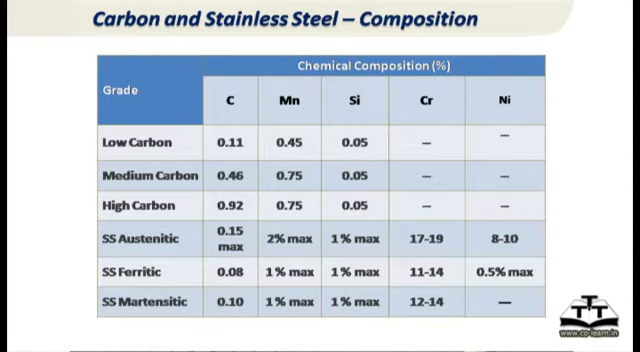 Carbon and Stainless Steel – Composition
Chemical Composition (%)
Grade
C Mn Si Cr Ni
Low Carbon 0.11 0.45 0.05 — —
Medium Carbon 0.46 0.75 0.05 — —
High Carbon 0.92 0.75 0.05 — —
SS Austenitic 0.15 max 2% max 1% max 17-19 8-10
SS Ferritic 0.08 1% max 1% max 11-14 0.5% max
SS Martensitic 0.10 1% max 1% max 12-14 —
TTT
www.co-learn.in